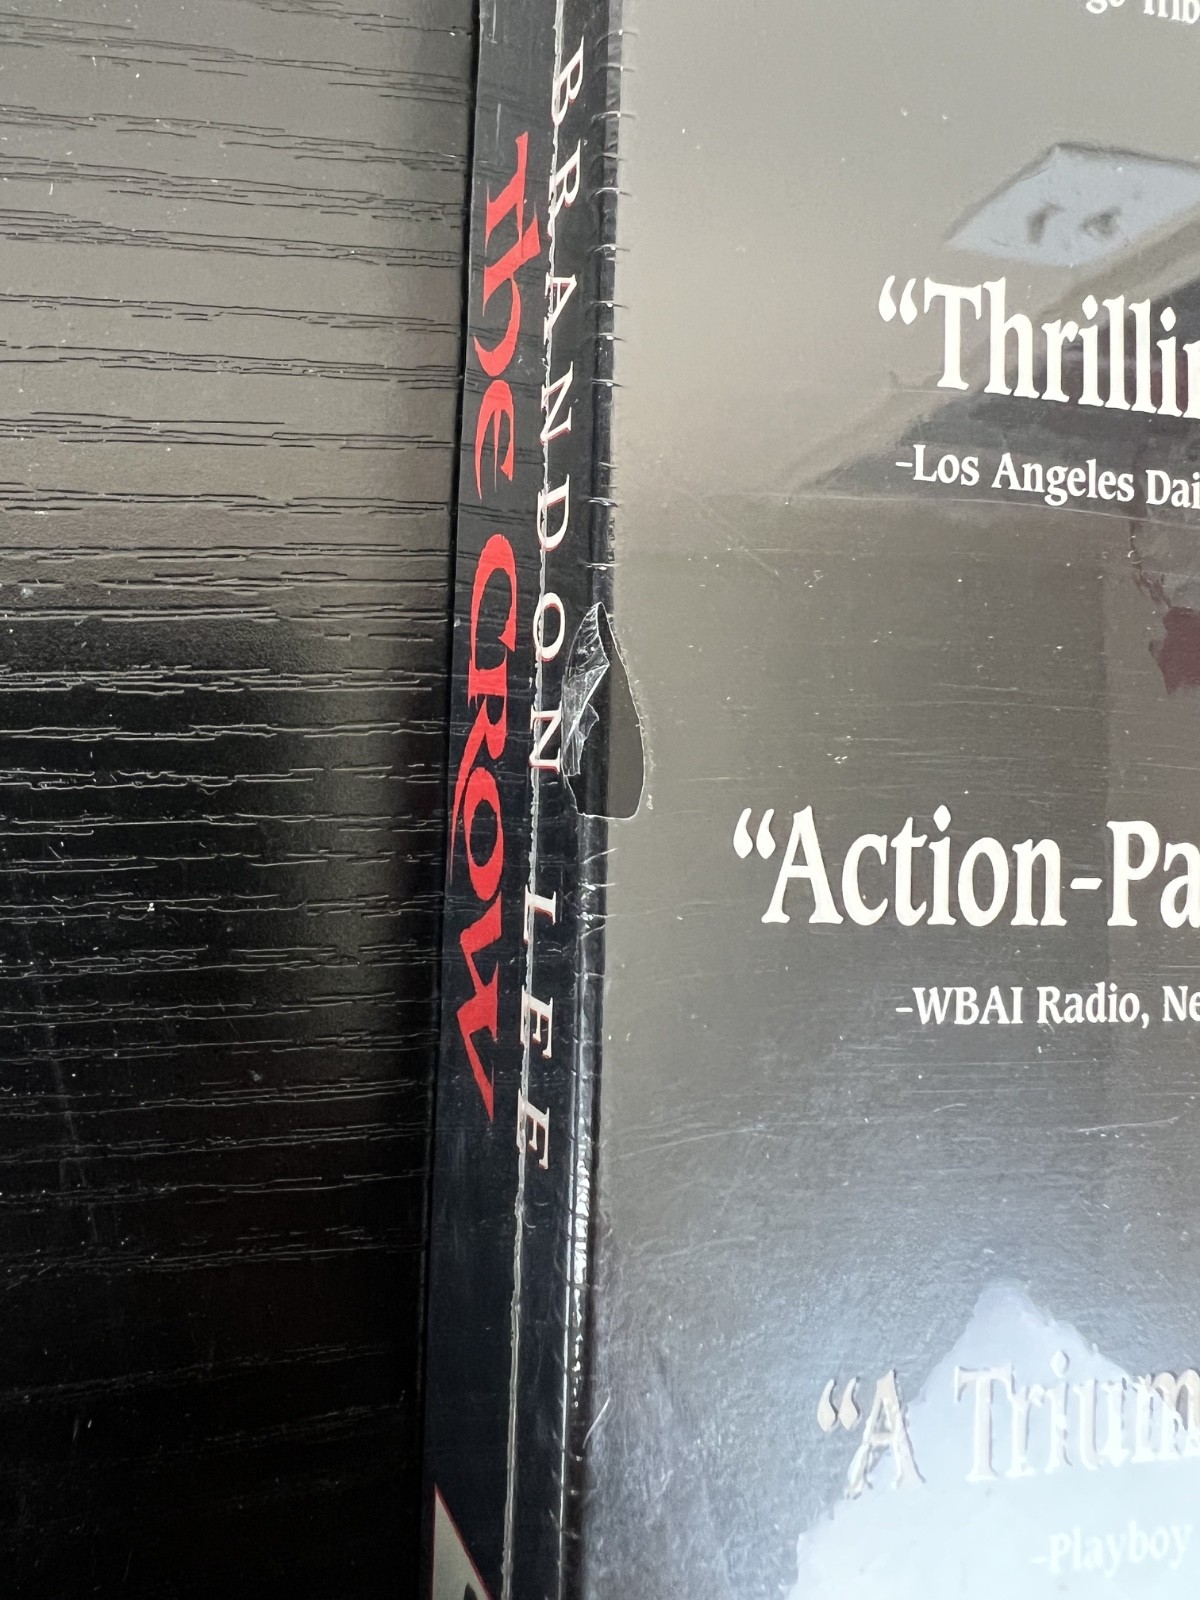 BRANDON LEE
THE CROW
“Thrillin
-Los Angeles Dai
“Action-Pa
-WBAI Radio, Ne
“A Trium
-Playboy